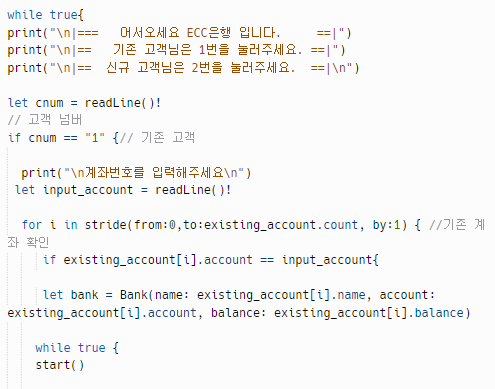 while true{
print("\n|===   어서오세요 ECC은행 입니다.     ==|")
print("\n|==   기존 고객님은 1번을 눌러주세요. ==|")
print("\n|==  신규 고객님은 2번을 눌러주세요.  ==|\n")
let cnum = readLine()!
// 고객 넘버
if cnum == "1" {// 기존 고객
print("\n계좌번호를 입력해주세요\n")
let input_account = readLine()!
for i in stride(from:0,to:existing_account.count, by:1) { //기존 계
좌 확인
if existing_account[i].account == input_account{
let bank = Bank(name: existing_account[i].name, account:
existing_account[i].account, balance: existing_account[i].balance)
while true {
start()